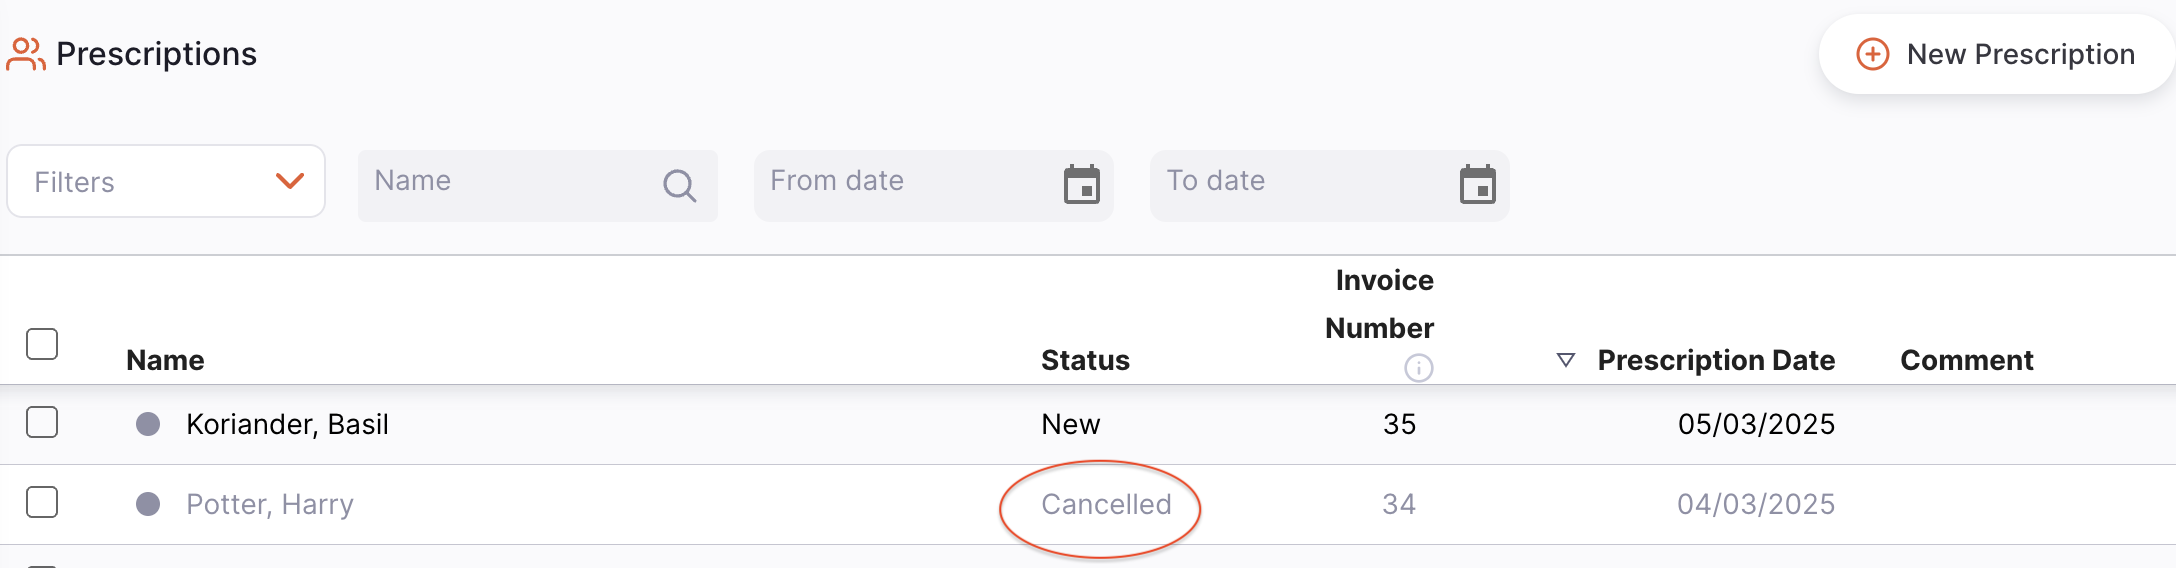 Prescriptions
New Prescription
Filters
Name
From date
To date
Name
Status
Invoice
Number
Prescription Date
Comment
Koriander, Basil New 35 05/03/2025
Potter, Harry Cancelled 34 04/03/2025